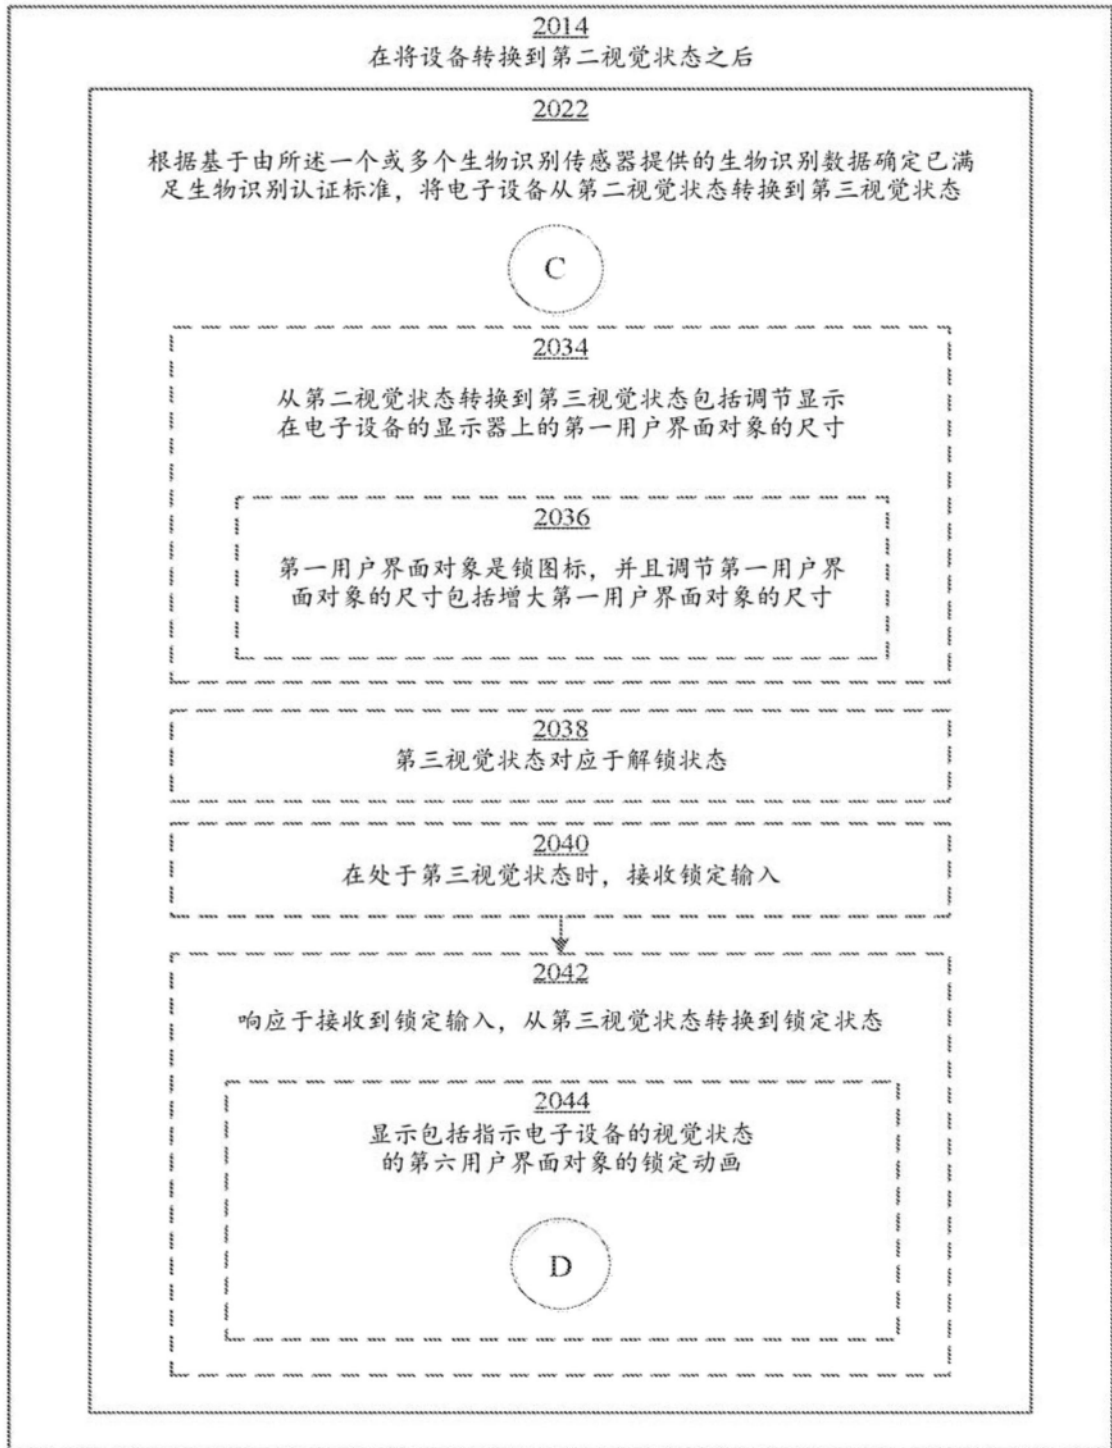 2014
在将设备转换到第二视觉状态之后
2022
根据基于由所述一个或多个生物识别传感器提供的生物识别数据确定已满
足生物识别认证标准，将电子设备从第二视觉状态转换到第三视觉状态
C
2034
从第二视觉状态转换到第三视觉状态包括调节显示
在电子设备的显示器上的第一用户界面对象的尺寸
2036
第一用户界面对象是锁图标，并且调节第一用户界
面对象的尺寸包括增大第一用户界面对象的尺寸
2038
第三视觉状态对应于解锁状态
2040
在处于第三视觉状态时，接收锁定输入
2042
响应于接收到锁定输入，从第三视觉状态转换到锁定状态
2044
显示包括指示电子设备的视觉状态
的第六用户界面对象的锁定动画
D